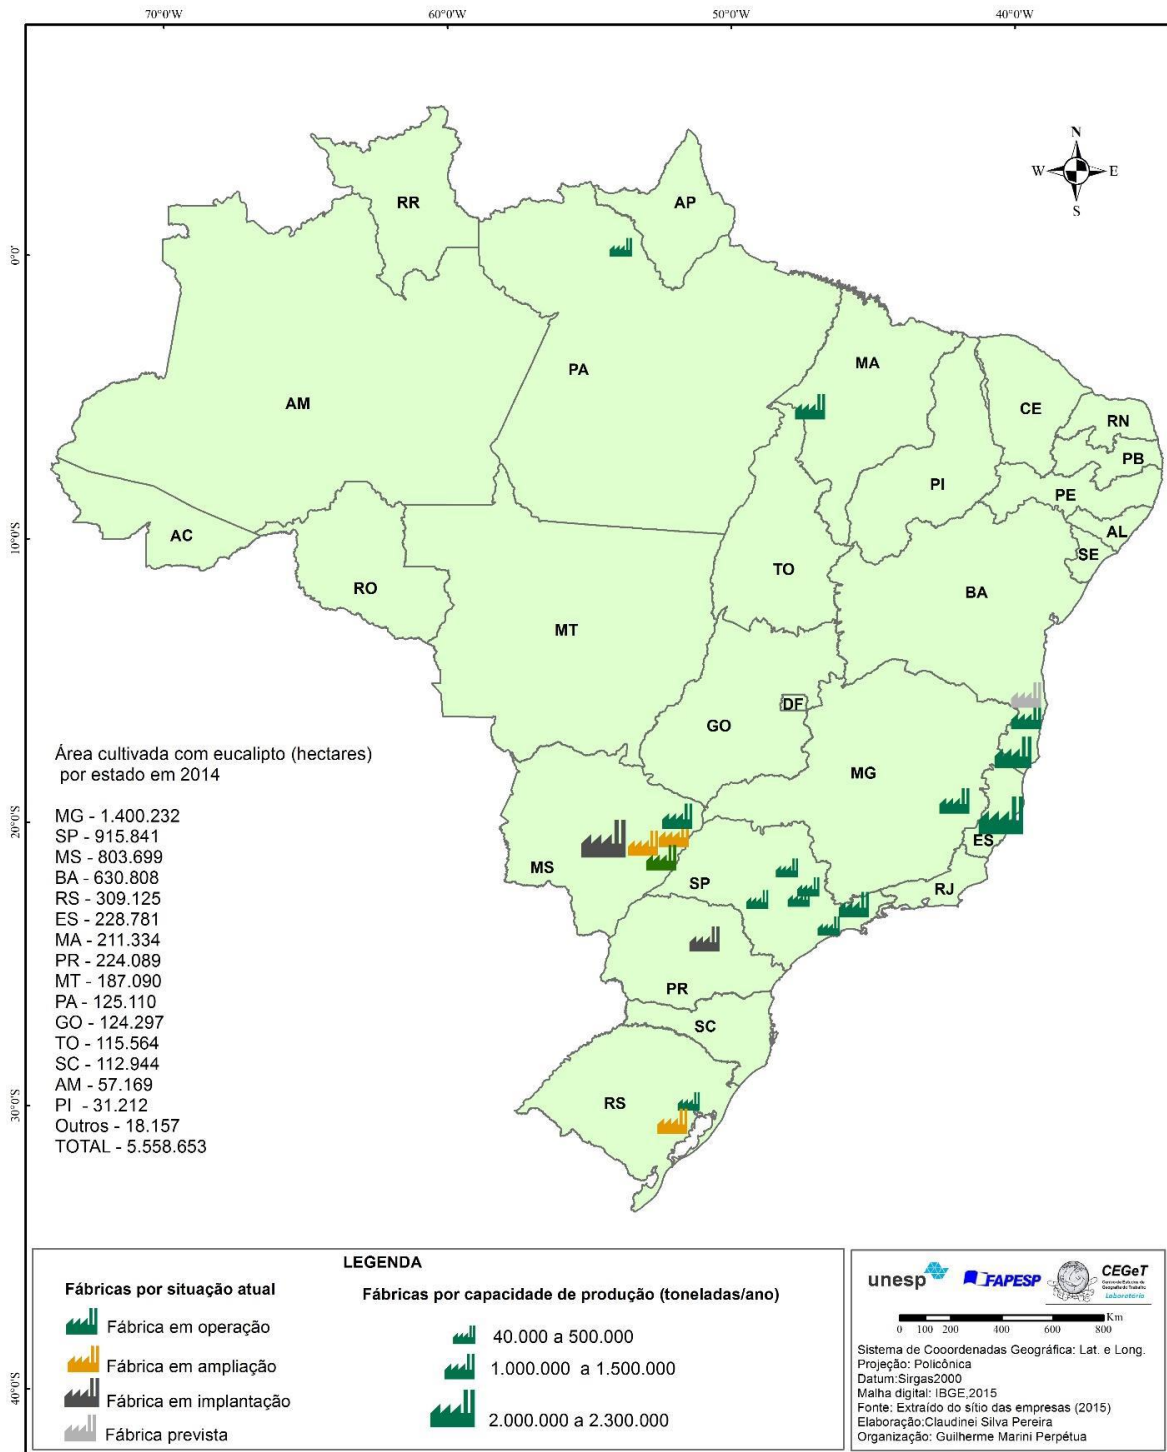 70°0'W 60°0'W 50°0'W 40°0'W
N
W E
S
RR
AP
0°0'
MA
PA
CE
AM
RN
PB
PI
PE
AC
AL
10°0'S
SE
TO
RO
BA
MT
DF
GO
Área cultivada com eucalipto (hectares)
por estado em 2014
MG
MG - 1.400.232
20°0'S
SP - 915.841
MS - 803.699
ES
MS
BA - 630.808
SP
RJ
RS - 309.125
ES - 228.781
MA - 211.334
PR - 224.089
MT - 187.090
PR
PA - 125.110
GO - 124.297
SC
TO - 115.564
SC - 112.944
AM - 57.169
RS
PI - 31.212
30°0'S
Outros - 18.157
TOTAL - 5.558.653
LEGENDA
Fábricas por situação atual
Fábrica em operação
Fábrica em ampliação
Fábrica em implantação
Fábrica prevista
Fábricas por capacidade de produção (toneladas/ano)
40.000 a 500.000
1.000.000 a 1.500.000
2.000.000 a 2.300.000
40°0'S
unesp FAPESP CEGeT
Laboratório
Km
0 100 200 400 600 800
Sistema de Cooordenadas Geográfica: Lat. e Long.
Projeção: Policônica
Datum:Sirgas2000
Malha digital: IBGE,2015
Fonte: Extraído do sítio das empresas (2015)
Elaboração:Claudinei Silva Pereira
Organização: Guilherme Marini Perpétua